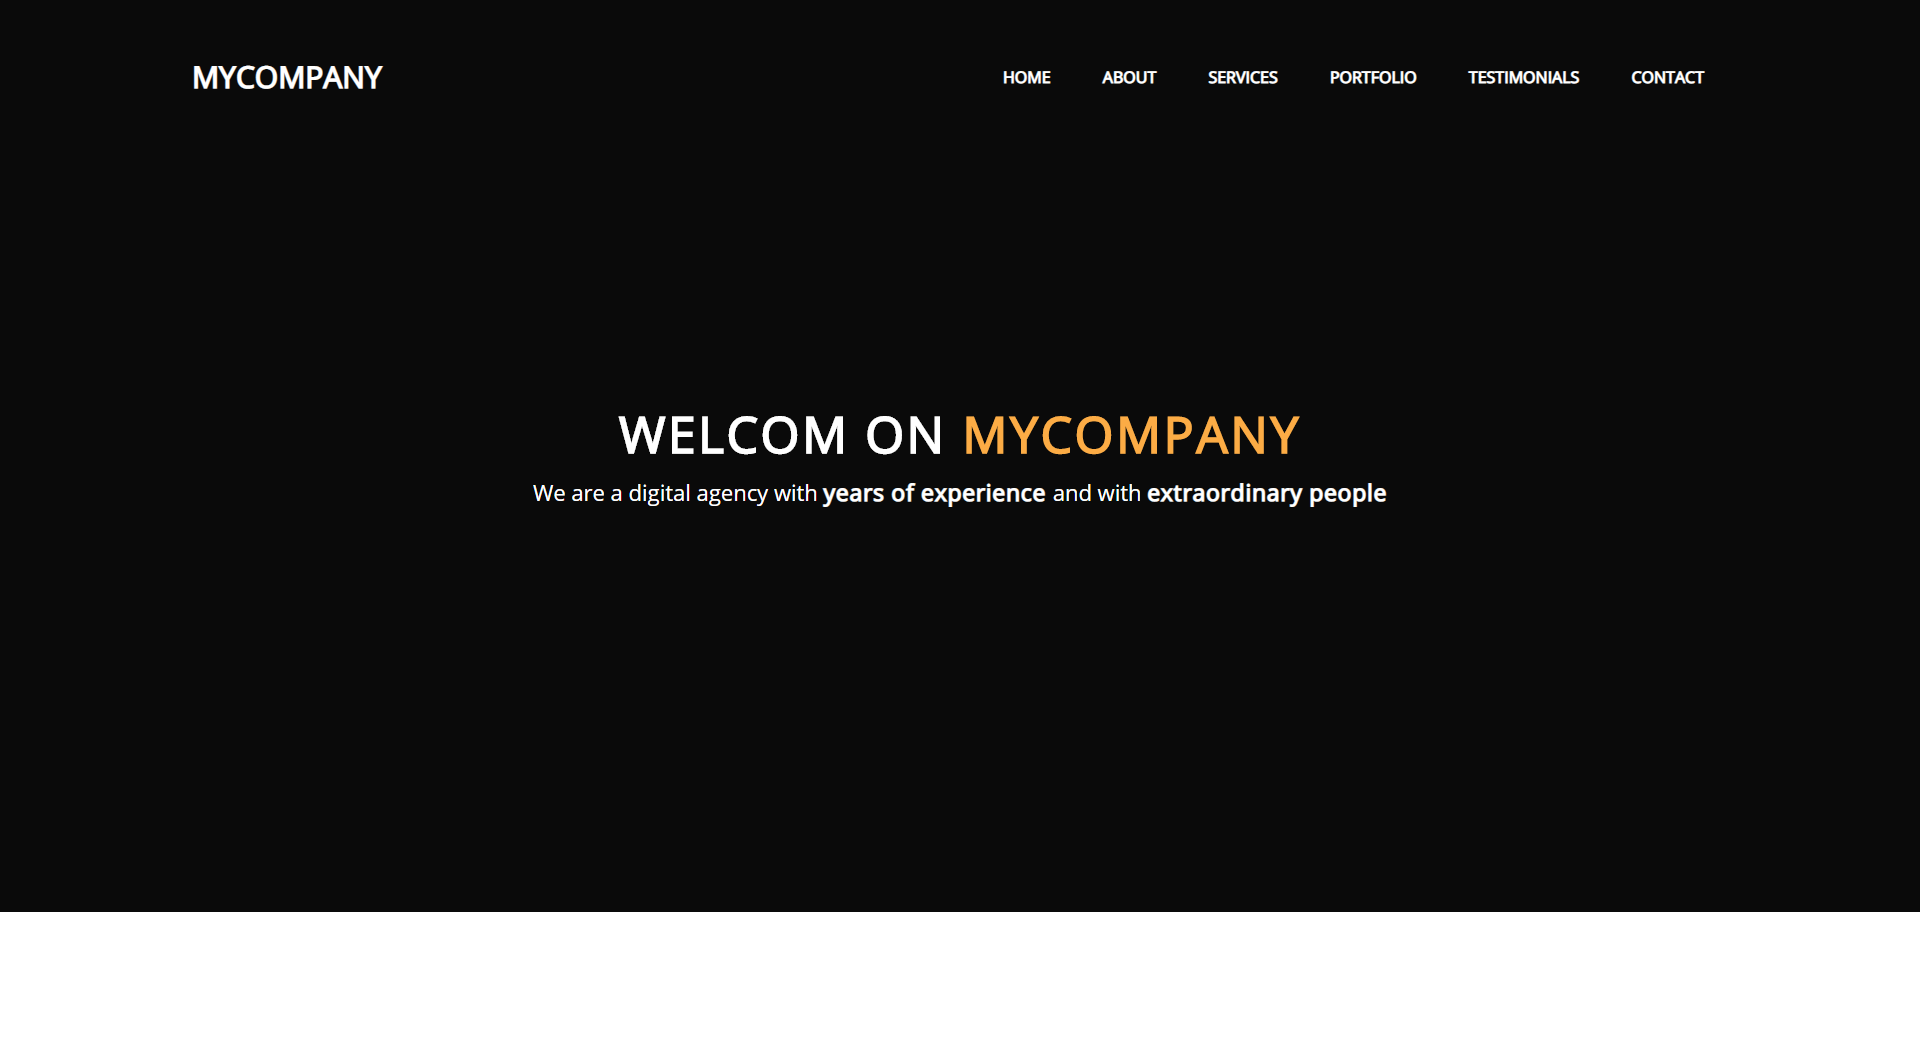 MYCOMPANY HOME ABOUT SERVICES PORTFOLIO TESTIMONIALS CONTACT
WELCOM ON MYCOMPANY
We are a digital agency with years of experience and with extraordinary people